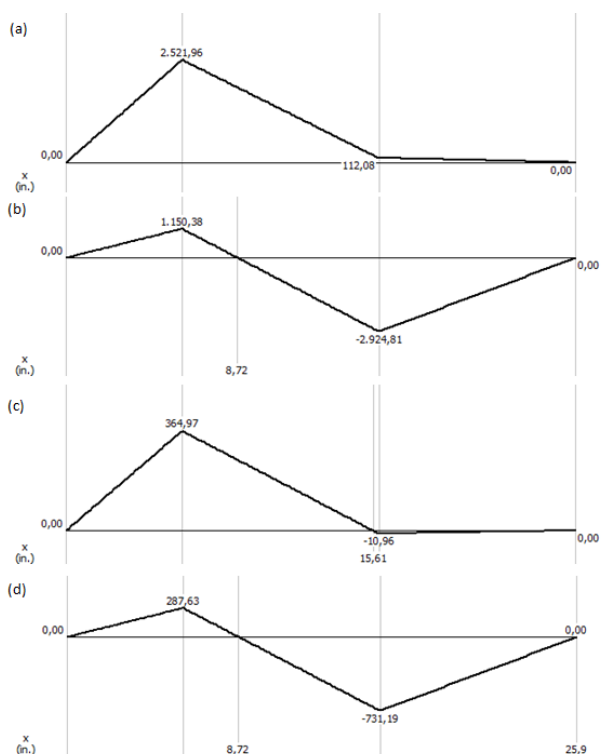 (a)
2.521,96
0,00
112,08
0,00
x
(in.)
(b)
1.150,38
0,00
0,00
-2.924,81
x
(in.)
8,72
(c)
364,97
0,00
-10,96
0,00
x
(in.)
15,61
(d)
287,63
0,00
0,00
-731,19
x
(in.)
8,72
25,9